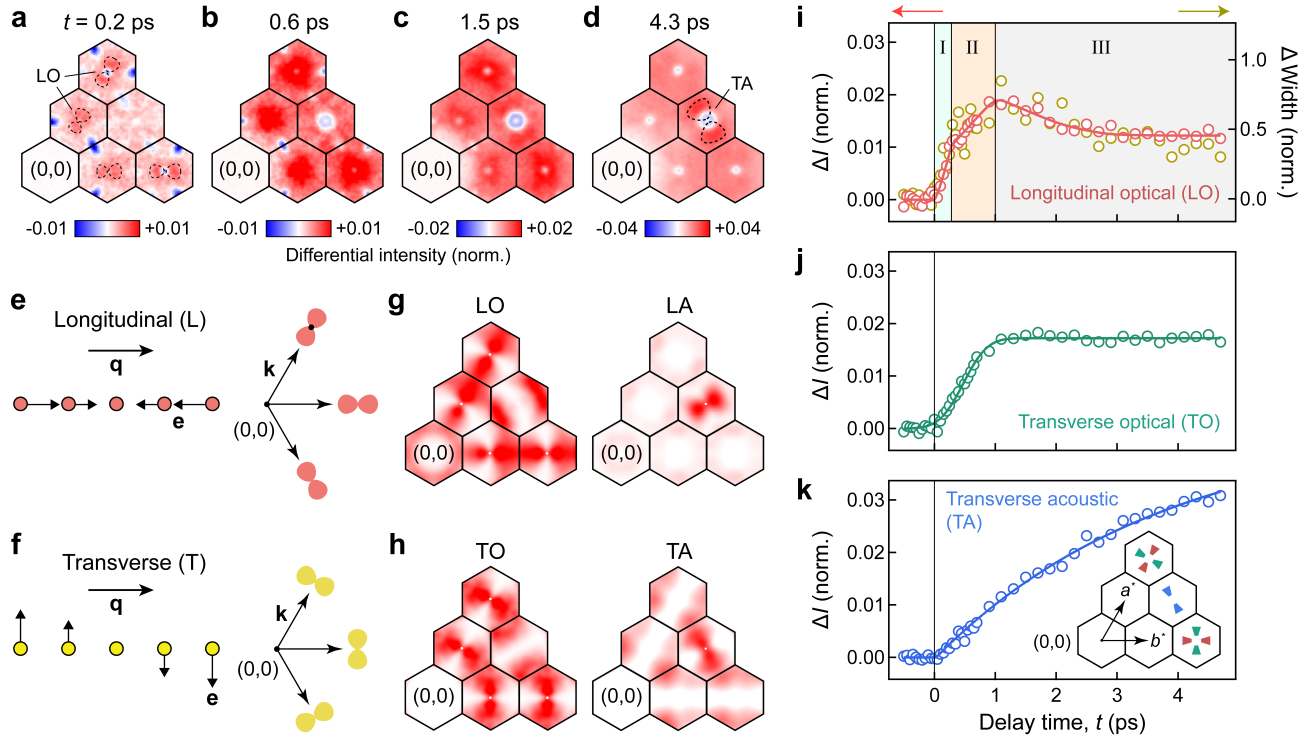 a
t = 0.2 ps
LO
(0,0)
-0.01
+0.01
b
0.6 ps
(0,0)
-0.01
+0.01
c
1.5 ps
(0,0)
-0.02
+0.02
d
4.3 ps
TA
(0,0)
-0.04
+0.04
Differential intensity (norm.)
e
Longitudinal (L)
q
e
k
(0,0)
f
Transverse (T)
q
e
k
(0,0)
g
LO
(0,0)
LA
(0,0)
h
TO
(0,0)
TA
(0,0)
i
I
II
III
0.03
0.02
0.01
0.00
ΔI (norm.)
1.0
0.5
0.0
Δ Width (norm.)
Longitudinal optical (LO)
j
0.03
0.02
0.01
0.00
ΔI (norm.)
Transverse optical (TO)
k
0.03
0.02
0.01
0.00
ΔI (norm.)
Transverse acoustic
(TA)
a*
b*
(0,0)
0
1
2
3
4
Delay time, t (ps)